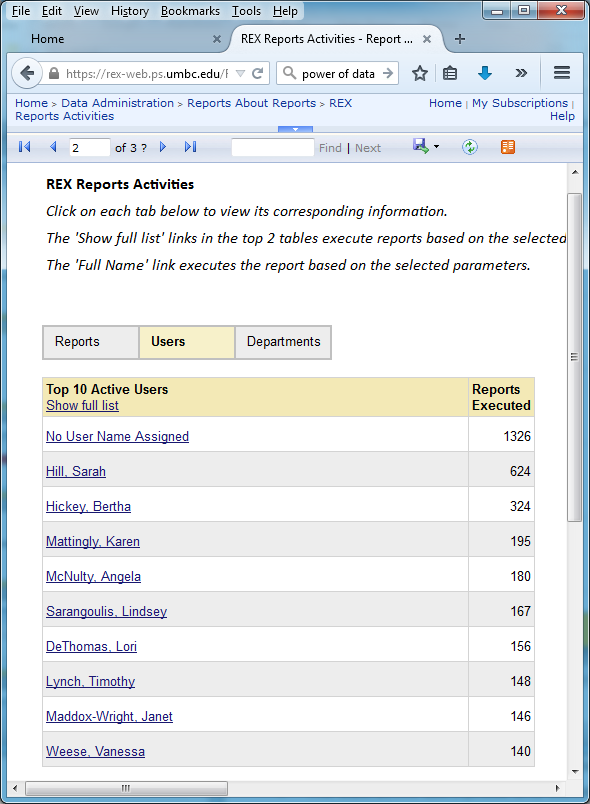 File Edit View History Bookmarks Tools Help
Home REX Reports Activities - Report ...
https://rex-web.ps.umbc.edu/ power of data
Home > Data Administration > Reports About Reports > REX Reports Activities
Home | My Subscriptions | Help
2 of 3 ? Find | Next
REX Reports Activities
Click on each tab below to view its corresponding information.
The 'Show full list' links in the top 2 tables execute reports based on the selected
The 'Full Name' link executes the report based on the selected parameters.
Reports Users Departments
Top 10 Active Users Reports
Show full list Executed
No User Name Assigned 1326
Hill, Sarah 624
Hickey, Bertha 324
Mattingly, Karen 195
McNulty, Angela 180
Sarangoulis, Lindsey 167
DeThomas, Lori 156
Lynch, Timothy 148
Maddox-Wright, Janet 146
Weese, Vanessa 140